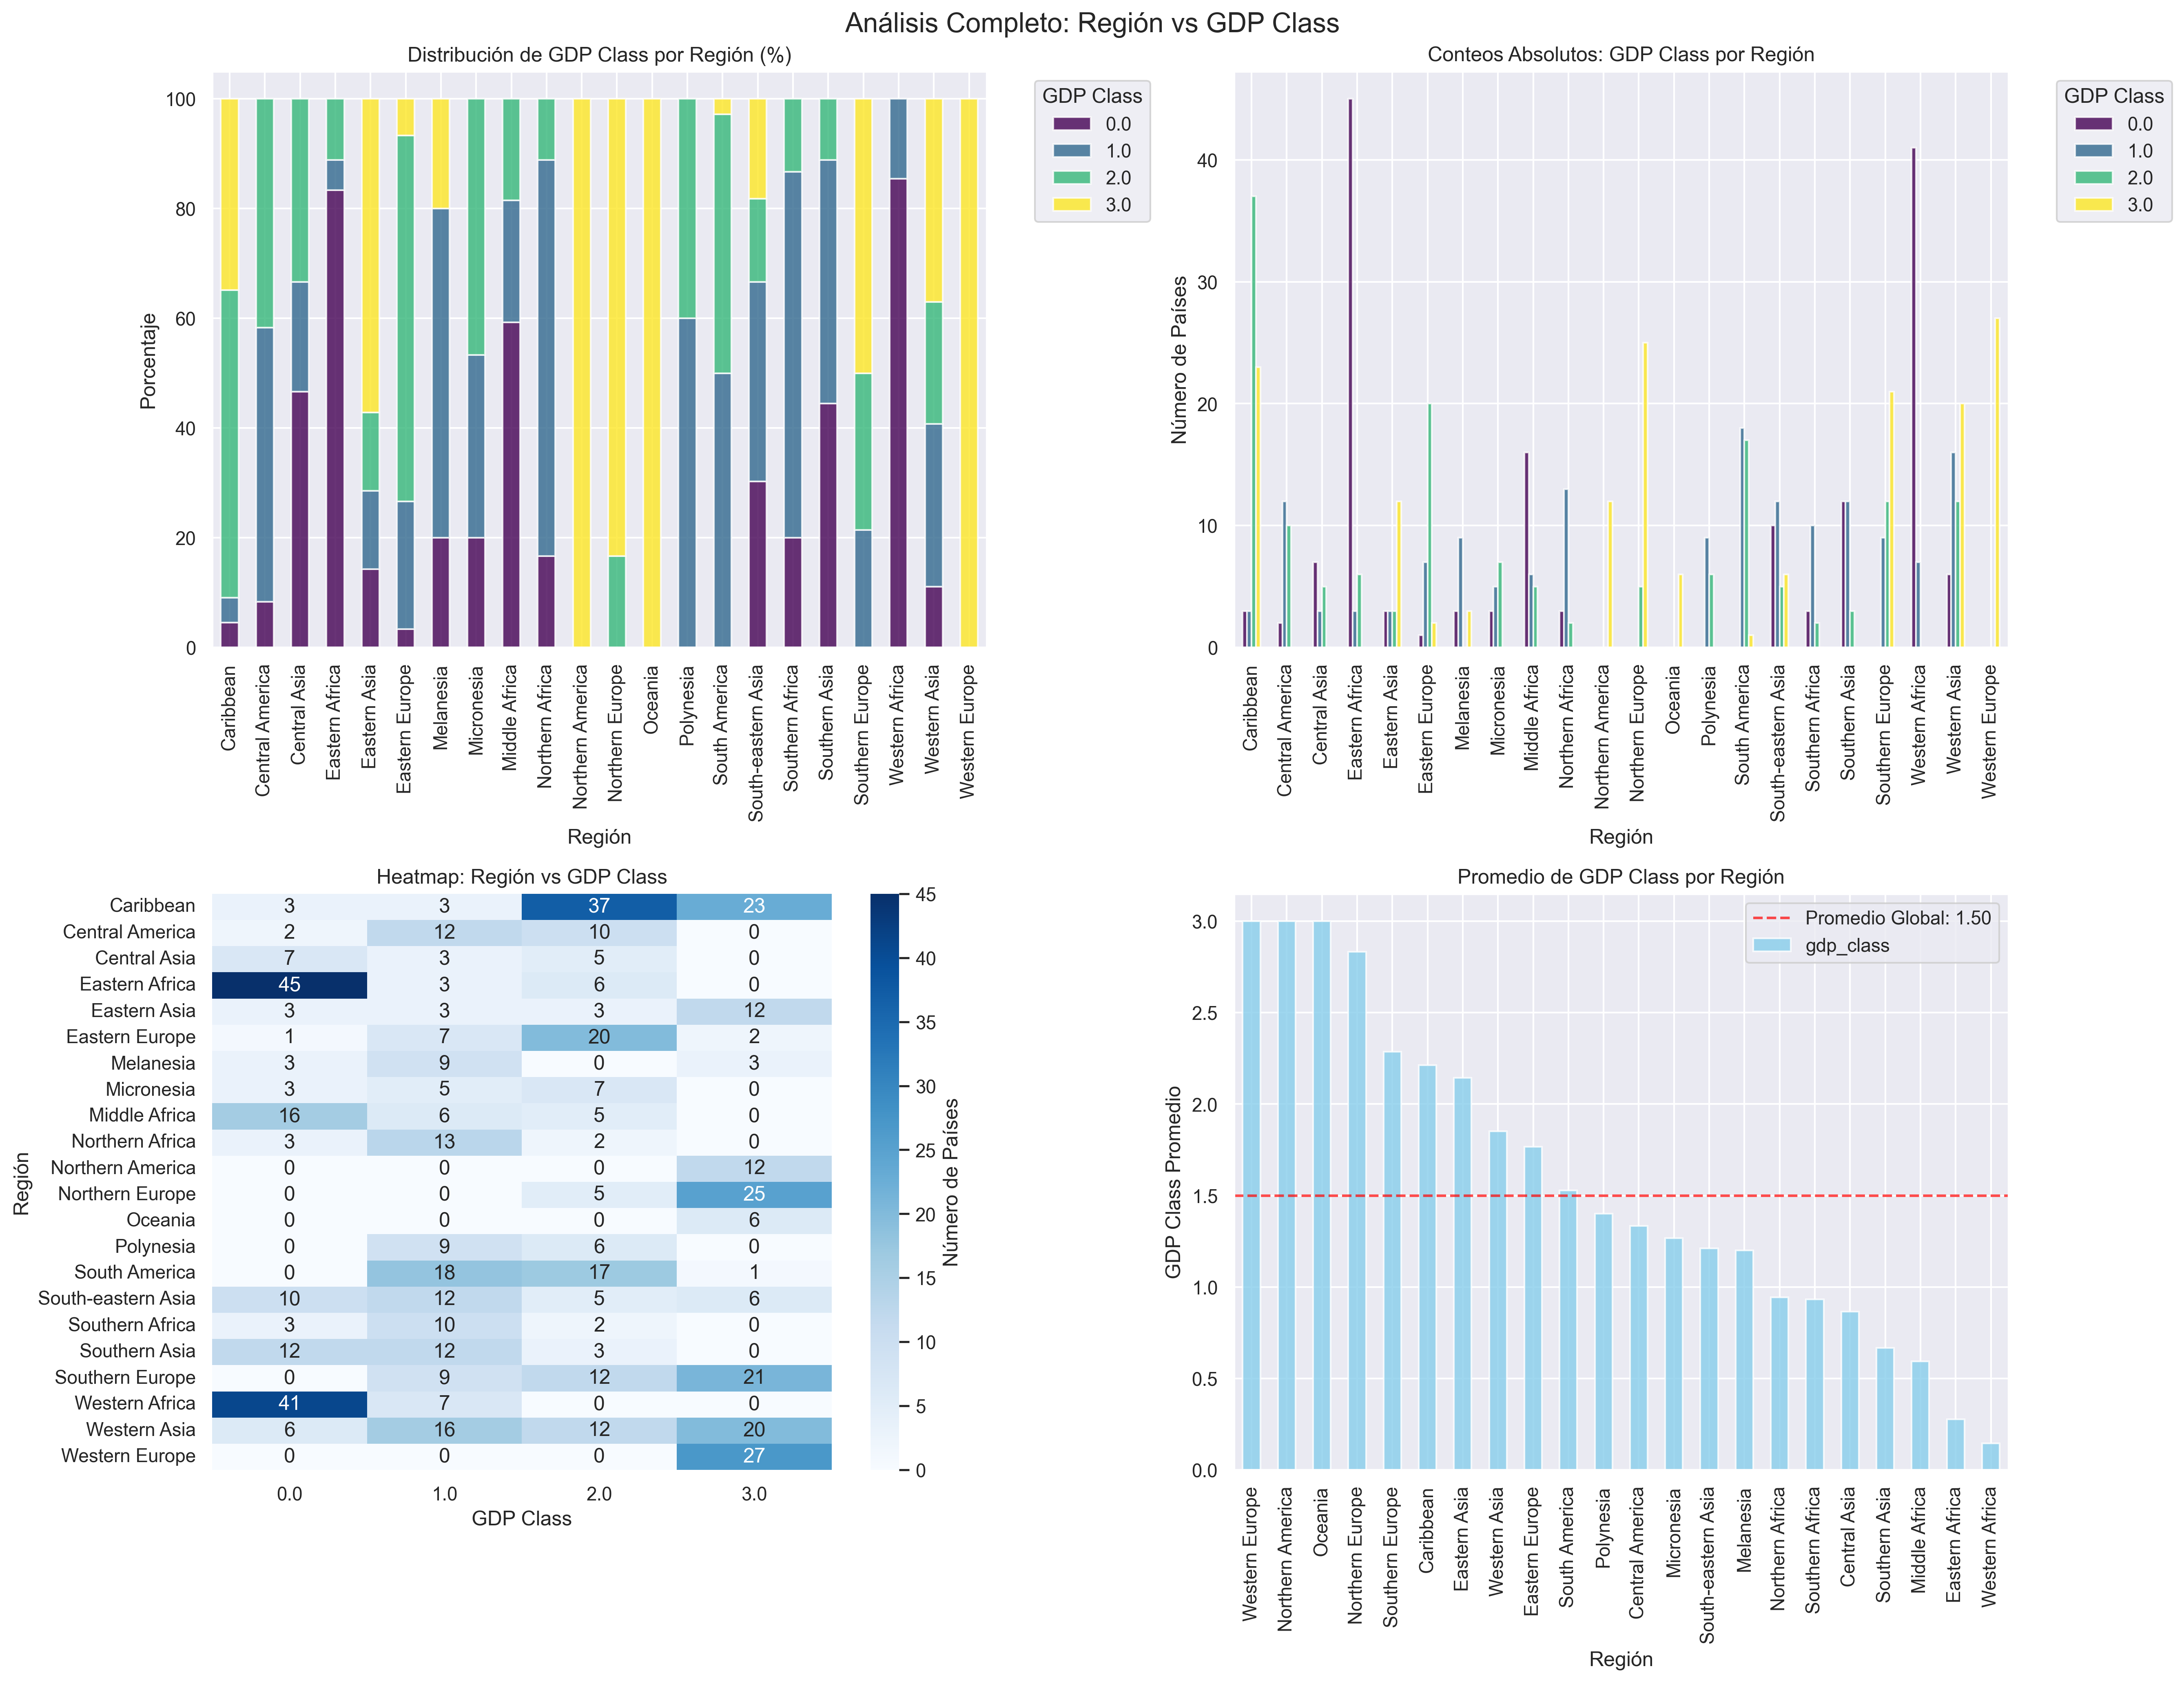 Análisis Completo: Región vs GDP Class
Distribución de GDP Class por Región (%)
Porcentaje
100
80
60
40
20
0
GDP Class
0.0
1.0
2.0
3.0
Caribbean
Central America
Central Asia
Eastern Africa
Eastern Asia
Eastern Europe
Melanesia
Micronesia
Middle Africa
Northern Africa
Northern America
Northern Europe
Oceania
Polynesia
South America
South-eastern Asia
Southern Africa
Southern Asia
Southern Europe
Western Africa
Western Asia
Western Europe
Región
Conteos Absolutos: GDP Class por Región
Número de Países
40
30
20
10
0
GDP Class
0.0
1.0
2.0
3.0
Caribbean
Central America
Central Asia
Eastern Africa
Eastern Asia
Eastern Europe
Melanesia
Micronesia
Middle Africa
Northern Africa
Northern America
Northern Europe
Oceania
Polynesia
South America
South-eastern Asia
Southern Africa
Southern Asia
Southern Europe
Western Africa
Western Asia
Western Europe
Región
Heatmap: Región vs GDP Class
Región
Caribbean 3 3 37 23
Central America 2 12 10 0
Central Asia 7 3 5 0
Eastern Africa 45 3 6 0
Eastern Asia 3 3 3 12
Eastern Europe 1 7 20 2
Melanesia 3 9 0 3
Micronesia 3 5 7 0
Middle Africa 16 6 5 0
Northern Africa 3 13 2 0
Northern America 0 0 0 12
Northern Europe 0 0 5 25
Oceania 0 0 0 6
Polynesia 0 9 6 0
South America 0 18 17 1
South-eastern Asia 10 12 5 6
Southern Africa 3 10 2 0
Southern Asia 12 12 3 0
Southern Europe 0 9 12 21
Western Africa 41 7 0 0
Western Asia 6 16 12 20
Western Europe 0 0 0 27
0.0 1.0 2.0 3.0
GDP Class
45
40
35
30
25
20
15
10
5
0
Número de Países
Promedio de GDP Class por Región
GDP Class Promedio
3.0
2.5
2.0
1.5
1.0
0.5
0.0
Promedio Global: 1.50
gdp_class
Western Europe
Northern America
Oceania
Northern Europe
Southern Europe
Caribbean
Eastern Asia
Western Asia
Eastern Europe
South America
Polynesia
Central America
Micronesia
South-eastern Asia
Melanesia
Northern Africa
Southern Africa
Central Asia
Southern Asia
Middle Africa
Eastern Africa
Western Africa
Región